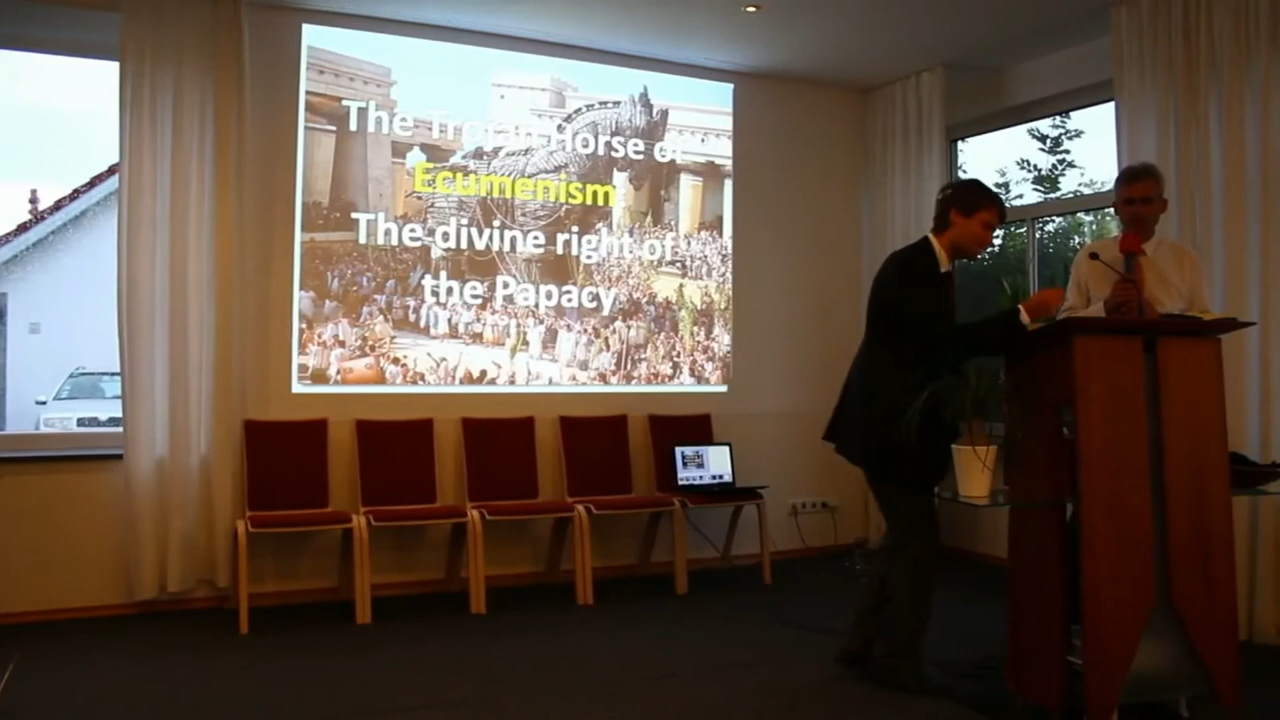 The Trojan Horse of
Ecumenism
The divine right of
the Papacy